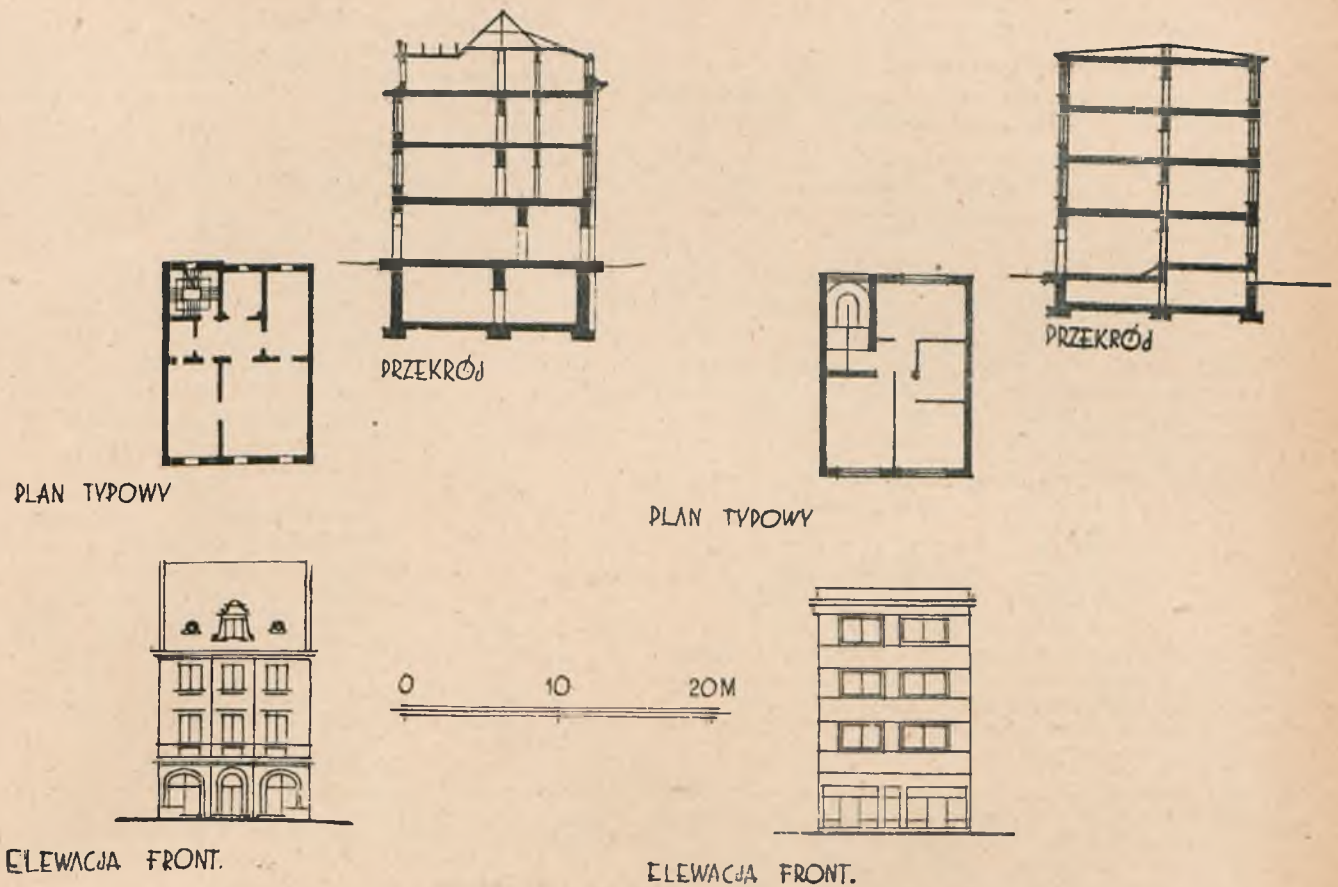 PRZEKRÓJ
PRZEKRÓJ
PLAN TYPOWY
PLAN TYPOWY
0 10 20M
ELEWACJA FRONT.
ELEWACJA FRONT.